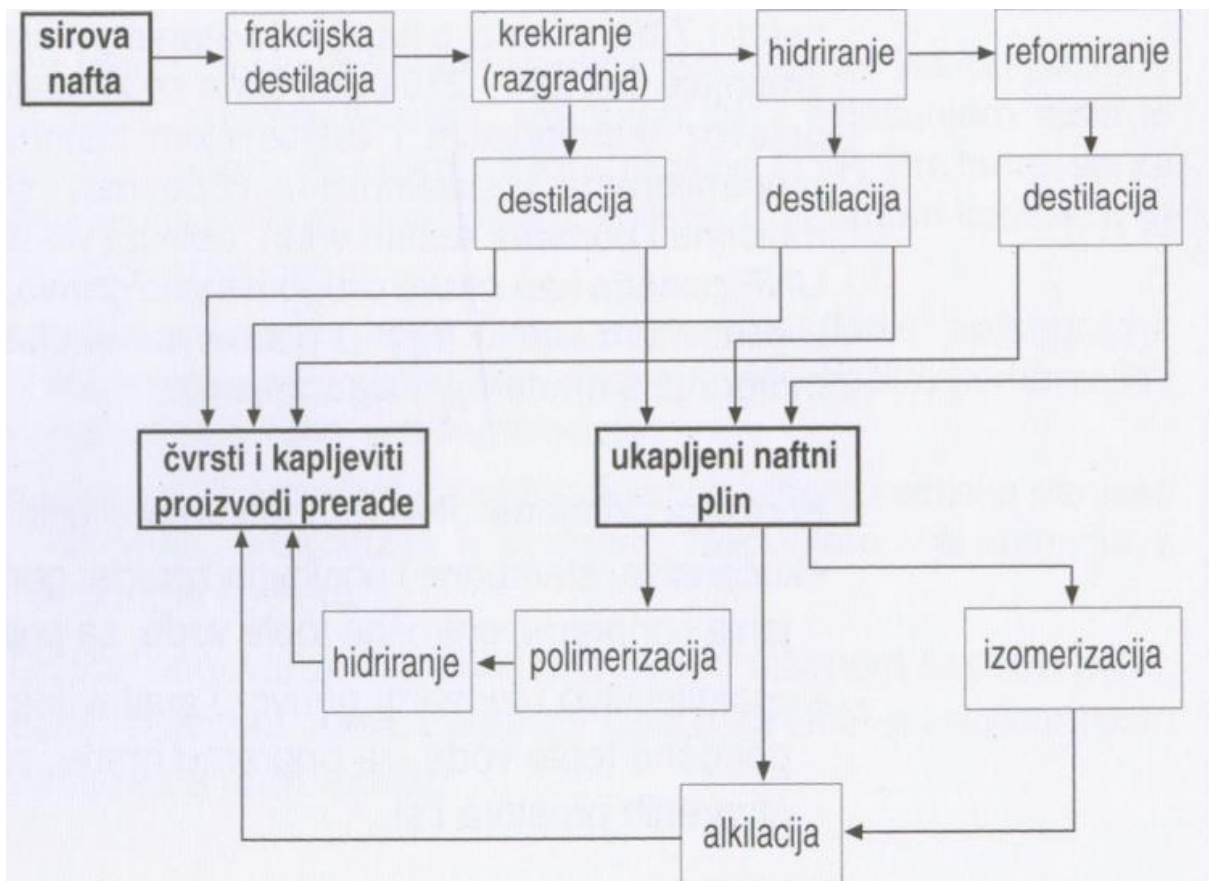 sirova
nafta
frakcijska
destilacija
krekiranje
(razgradnja)
hidriranje
reformiranje
destilacija
destilacija
destilacija
čvrsti i kapljeviti
proizvodi prerade
ukapljeni naftni
plin
hidriranje
polimerizacija
izomerizacija
alkilacija